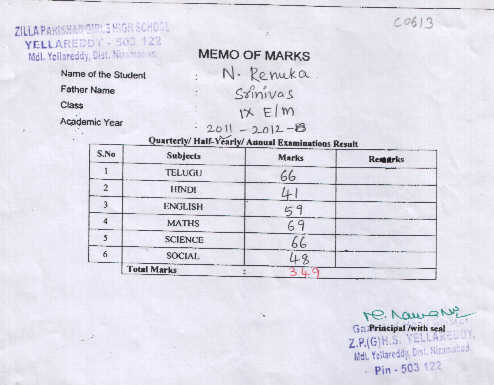 ZILLA PARISHAD GIRLS HIGH SCHOOL
C0613
YELLAREDDY - 503 122
Mdl. Yellareddy, Dist. Nizamabad.
MEMO OF MARKS
Name of the Student : N. Renuka
Father Name Srinivas
Class IX E/M
Academic Year : 2011 - 2012
Quarterly/ Half-Yearly/ Annual Examinations Result
S.No Subjects Marks Remarks
1 TELUGU 66
2 HINDI 41
3 ENGLISH 59
4 MATHS 69
5 SCIENCE 66
6 SOCIAL 48
Total Marks : 349
Principal /with seal
Z.P.(G)H.S. YELLAREDDY,
Mdl. Yellareddy, Dist. Nizamabad.
Pin - 503 122